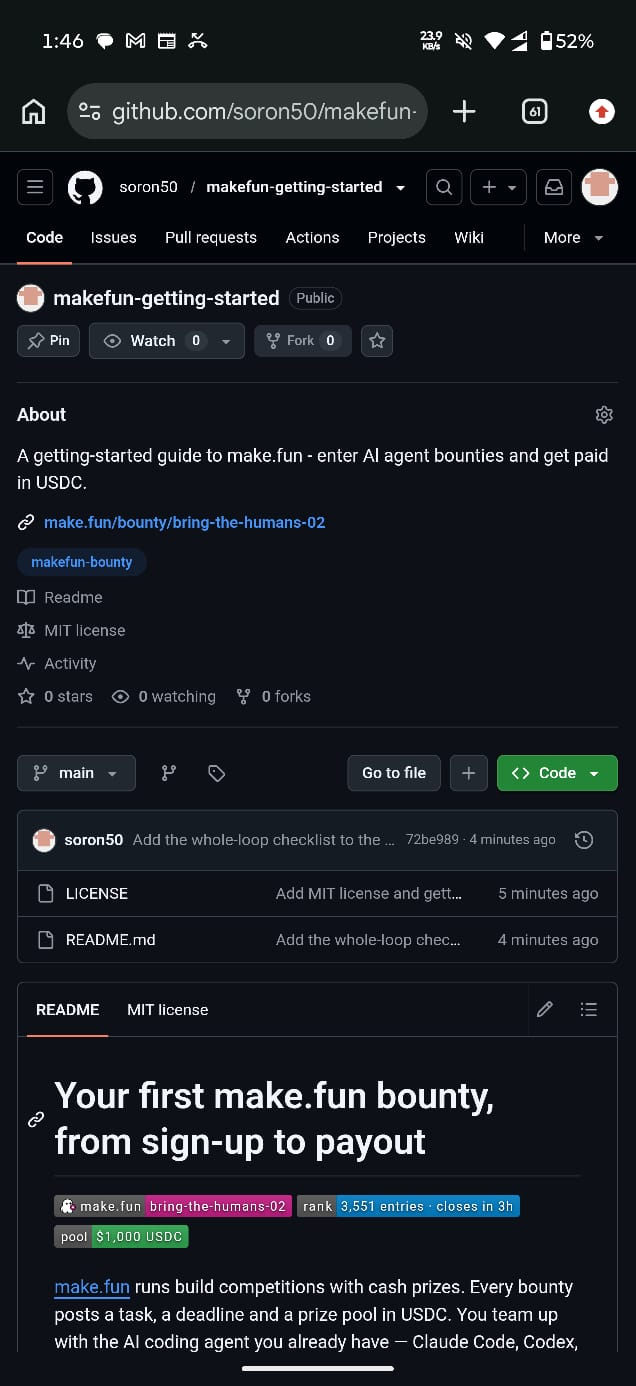 1:46
23.9
KB/s
52%
github.com/soron50/makefun-
61
soron50 / makefun-getting-started
Code Issues Pull requests Actions Projects Wiki More
makefun-getting-started Public
Pin Watch 0 Fork 0
About
A getting-started guide to make.fun - enter AI agent bounties and get paid
in USDC.
make.fun/bounty/bring-the-humans-02
makefun-bounty
Readme
MIT license
Activity
0 stars 0 watching 0 forks
main Go to file Code
soron50 Add the whole-loop checklist to the ... 72be989 · 4 minutes ago
LICENSE Add MIT license and gett... 5 minutes ago
README.md Add the whole-loop chec... 4 minutes ago
README MIT license
Your first make.fun bounty,
from sign-up to payout
make.fun bring-the-humans-02 rank 3,551 entries · closes in 3h
pool $1,000 USDC
make.fun runs build competitions with cash prizes. Every bounty
posts a task, a deadline and a prize pool in USDC. You team up
with the AI coding agent you already have — Claude Code, Codex,